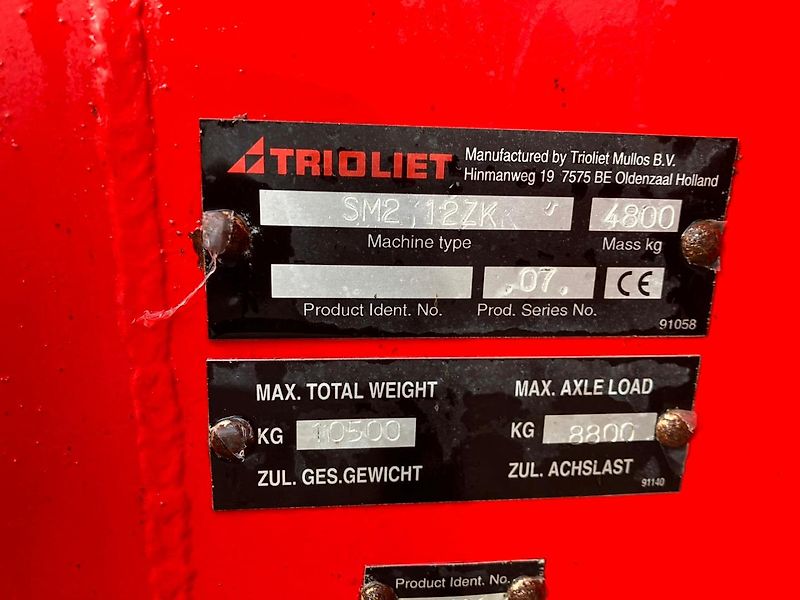 TRIOLIET
Manufactured by Trioliet Mullos B.V.
Hinmanweg 19 7575 BE Oldenzaal Holland
SM2 12ZK 4800
Machine type Mass kg
.07. CE
Product Ident. No. Prod. Series No.
91058
MAX. TOTAL WEIGHT MAX. AXLE LOAD
KG 10500 KG 8800
ZUL. GES.GEWICHT ZUL. ACHSLAST
91140
Product Ident. No.